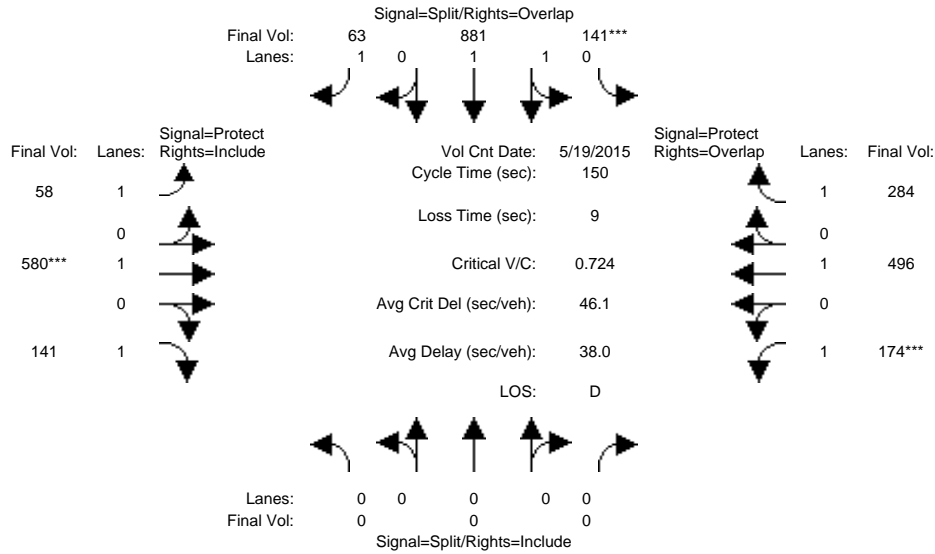 Signal=Split/Rights=Overlap
Final Vol: 63 881 141***
Lanes: 1 0 1 1 0
Signal=Protect
Final Vol: Lanes: Rights=Include
Vol Cnt Date: 5/19/2015
Signal=Protect
Rights=Overlap Lanes: Final Vol:
Cycle Time (sec): 150
58 1
1 284
Loss Time (sec): 9
0
0
580*** 1
Critical V/C: 0.724
1 496
0
Avg Crit Del (sec/veh): 46.1
0
141 1
Avg Delay (sec/veh): 38.0
1 174***
LOS: D
Lanes: 0 0 0 0 0
Final Vol: 0 0 0
Signal=Split/Rights=Include